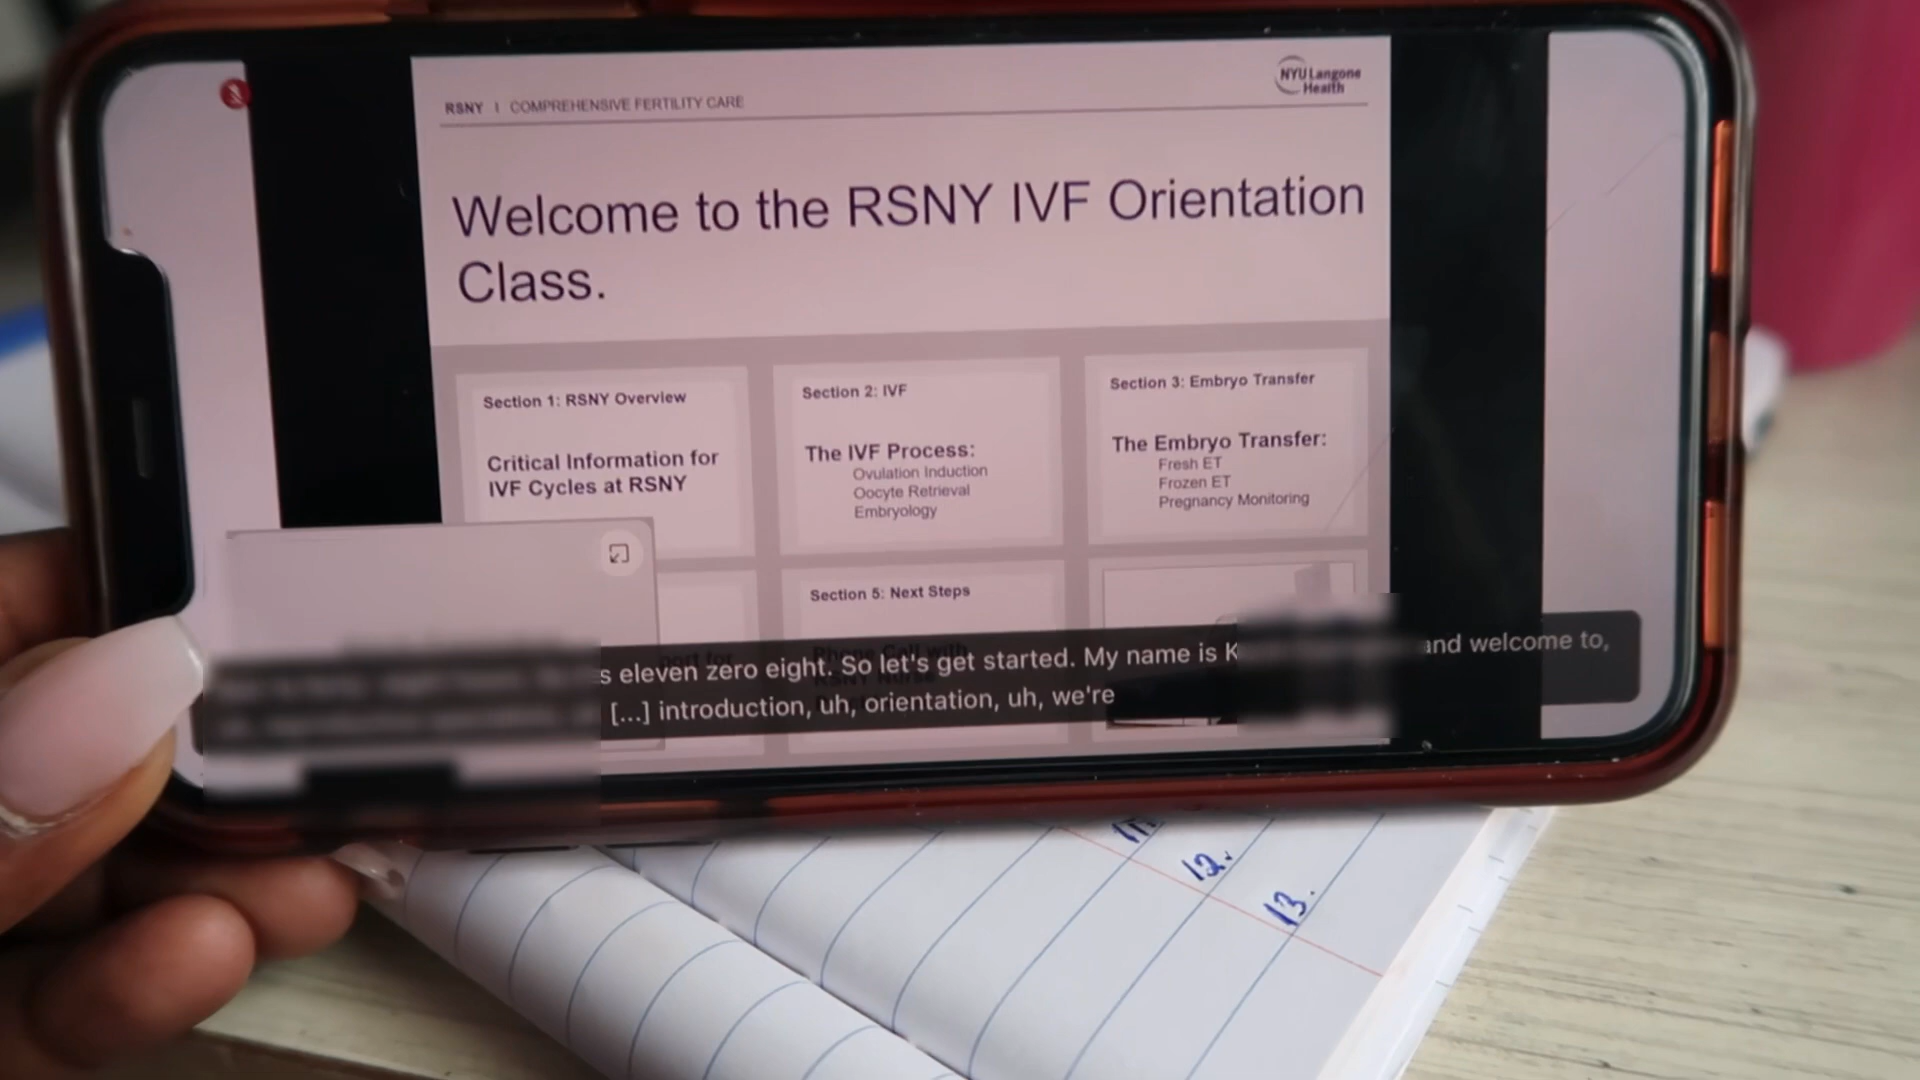 NYU Langone
Health
RSNY | COMPREHENSIVE FERTILITY CARE
Welcome to the RSNY IVF Orientation
Class.
Section 1: RSNY Overview
Critical Information for
IVF Cycles at RSNY
Section 2: IVF
The IVF Process:
Ovulation Induction
Oocyte Retrieval
Embryology
Section 3: Embryo Transfer
The Embryo Transfer:
Fresh ET
Frozen ET
Pregnancy Monitoring
Section 5: Next Steps
s eleven zero eight. So let's get started. My name is K and welcome to,
[...] introduction, uh, orientation, uh, we're
12.
13.